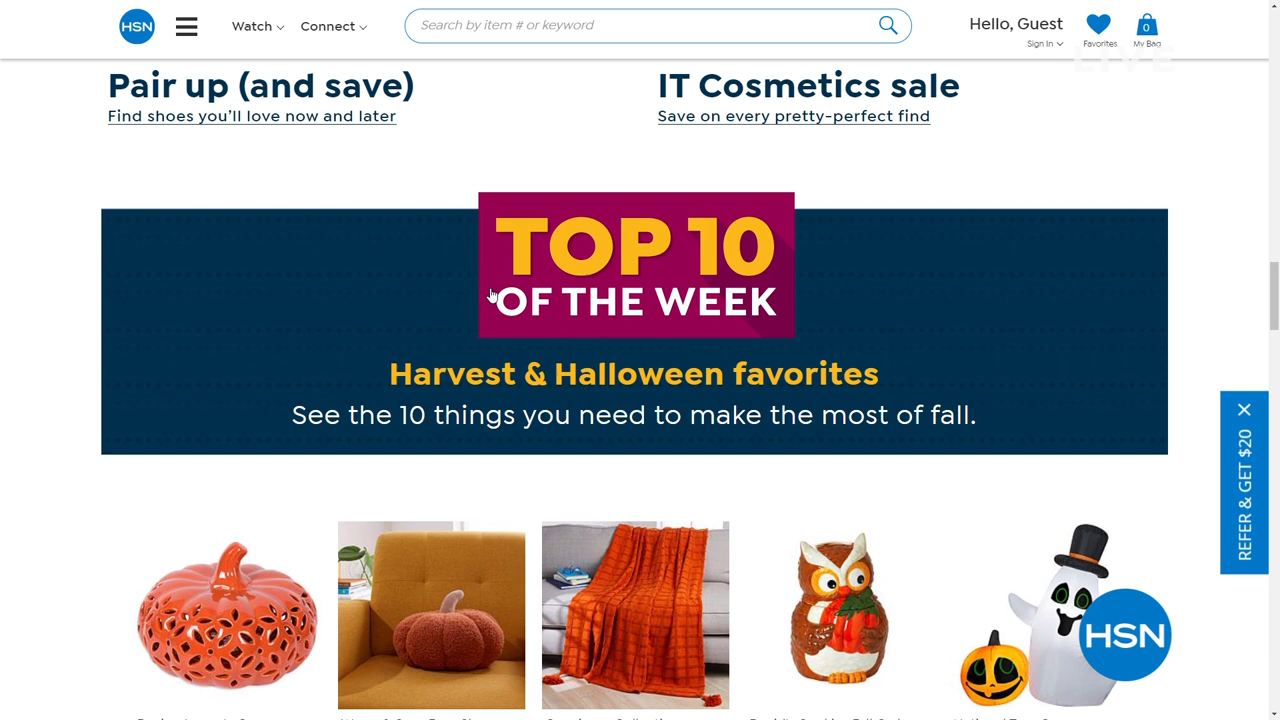 HSN
Watch
Connect
Search by item # or keyword
Hello, Guest
Sign In
Favorites
0
My Bag
LIVE
Pair up (and save)
Find shoes you'll love now and later
IT Cosmetics sale
Save on every pretty-perfect find
TOP 10
OF THE WEEK
Harvest & Halloween favorites
See the 10 things you need to make the most of fall.
REFER & GET $20
HSN